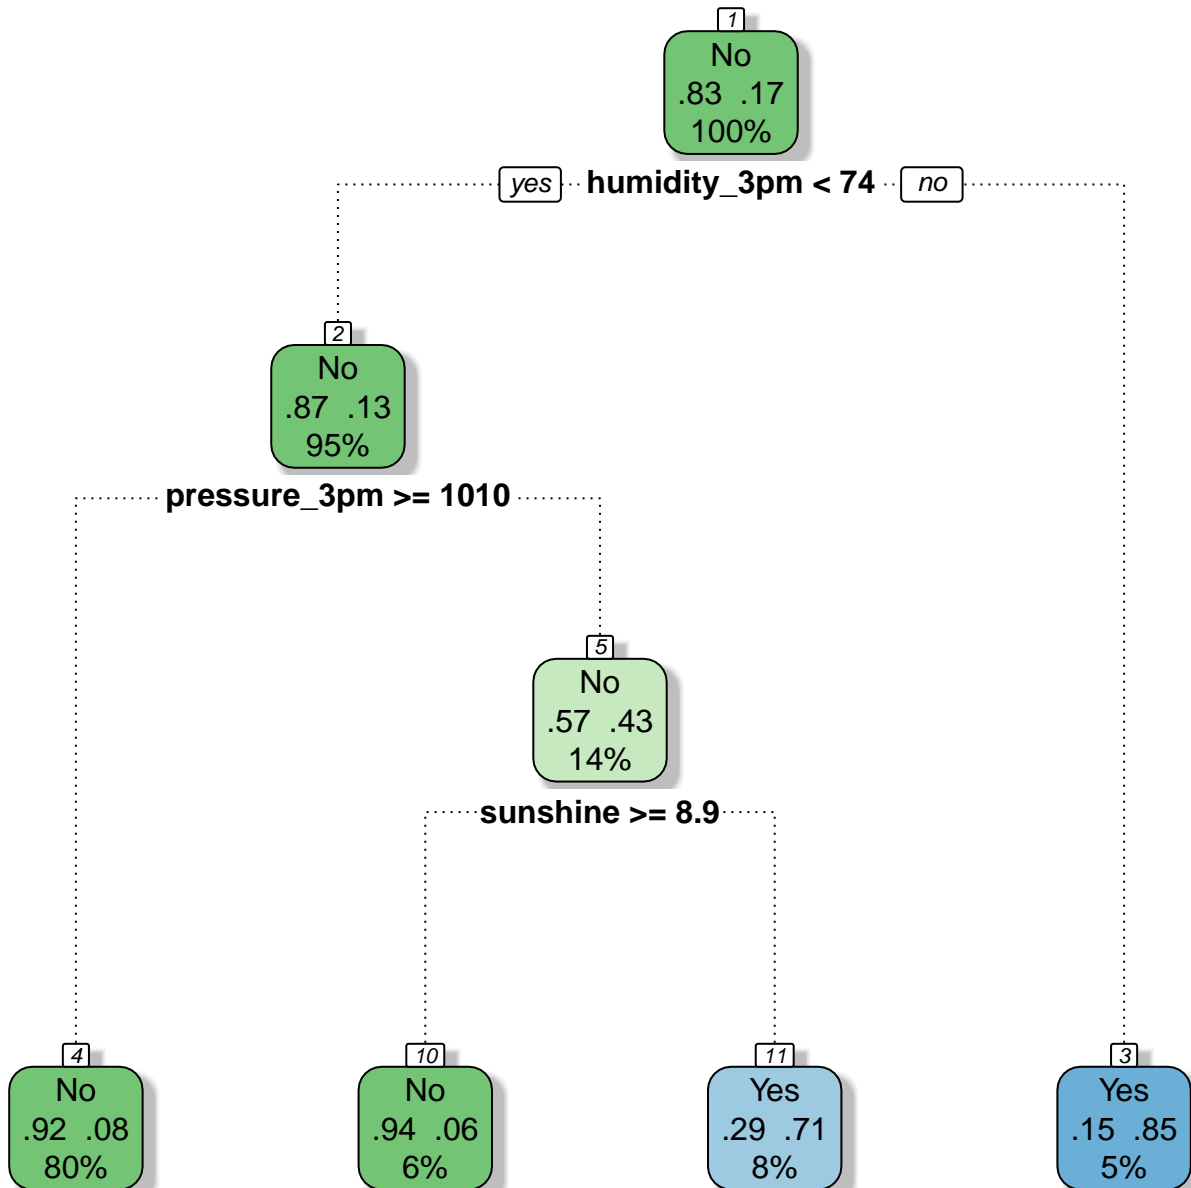 1
No
.83 .17
100%
yes humidity_3pm < 74 no
2
No
.87 .13
95%
pressure_3pm >= 1010
5
No
.57 .43
14%
sunshine >= 8.9
4
No
.92 .08
80%
10
No
.94 .06
6%
11
Yes
.29 .71
8%
3
Yes
.15 .85
5%